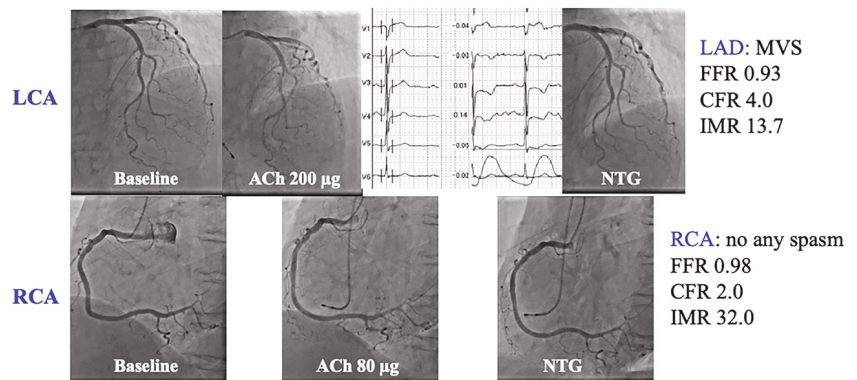 LCA
Baseline
ACh 200 µg
V1
V2
V3
V4
V5
V6
-0.04
-0.00
0.01
0.14
-0.00
-0.02
NTG
LAD: MVS
FFR 0.93
CFR 4.0
IMR 13.7
RCA
Baseline
ACh 80 µg
NTG
RCA: no any spasm
FFR 0.98
CFR 2.0
IMR 32.0